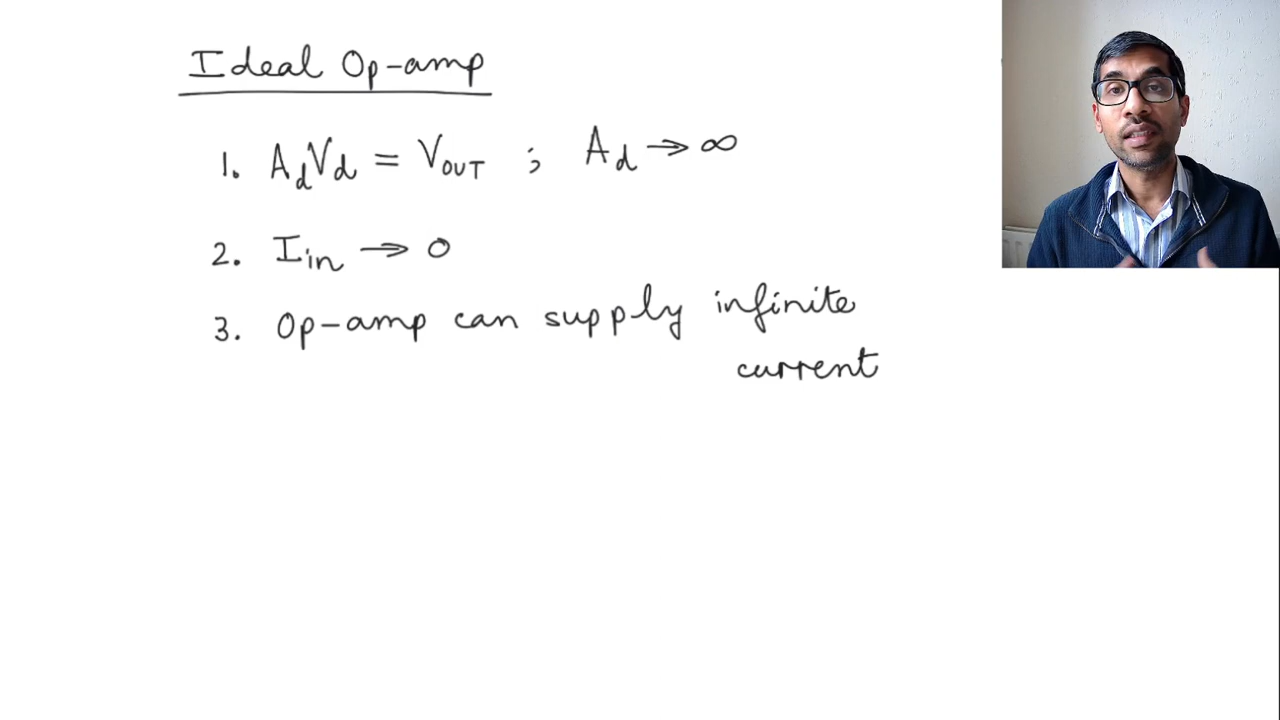 Ideal Op-amp
1. AdVd = VOUT ; Ad → ∞
2. Iin → 0
3. Op-amp can supply infinite
current